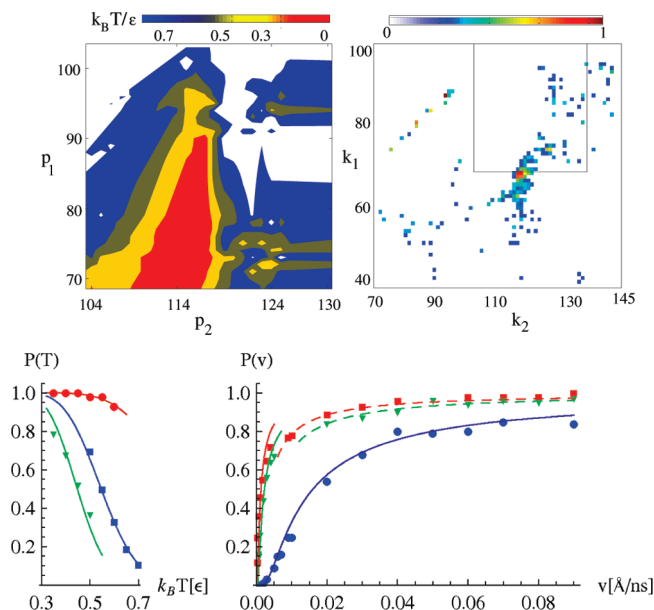 k_BT/ε
0.7 0.5 0.3 0
0 1
100 90 80 70
p_1
104 114 124 130
p_2
100 80 60 40
k_1
70 90 110 130 145
k_2
P(T)
1.0
0.8
0.6
0.4
0.2
0.3 0.5 0.7
k_BT[ϵ]
P(v)
1.0
0.8
0.6
0.4
0.2
0.00 0.02 0.04 0.06 0.08
v[Å/ns]